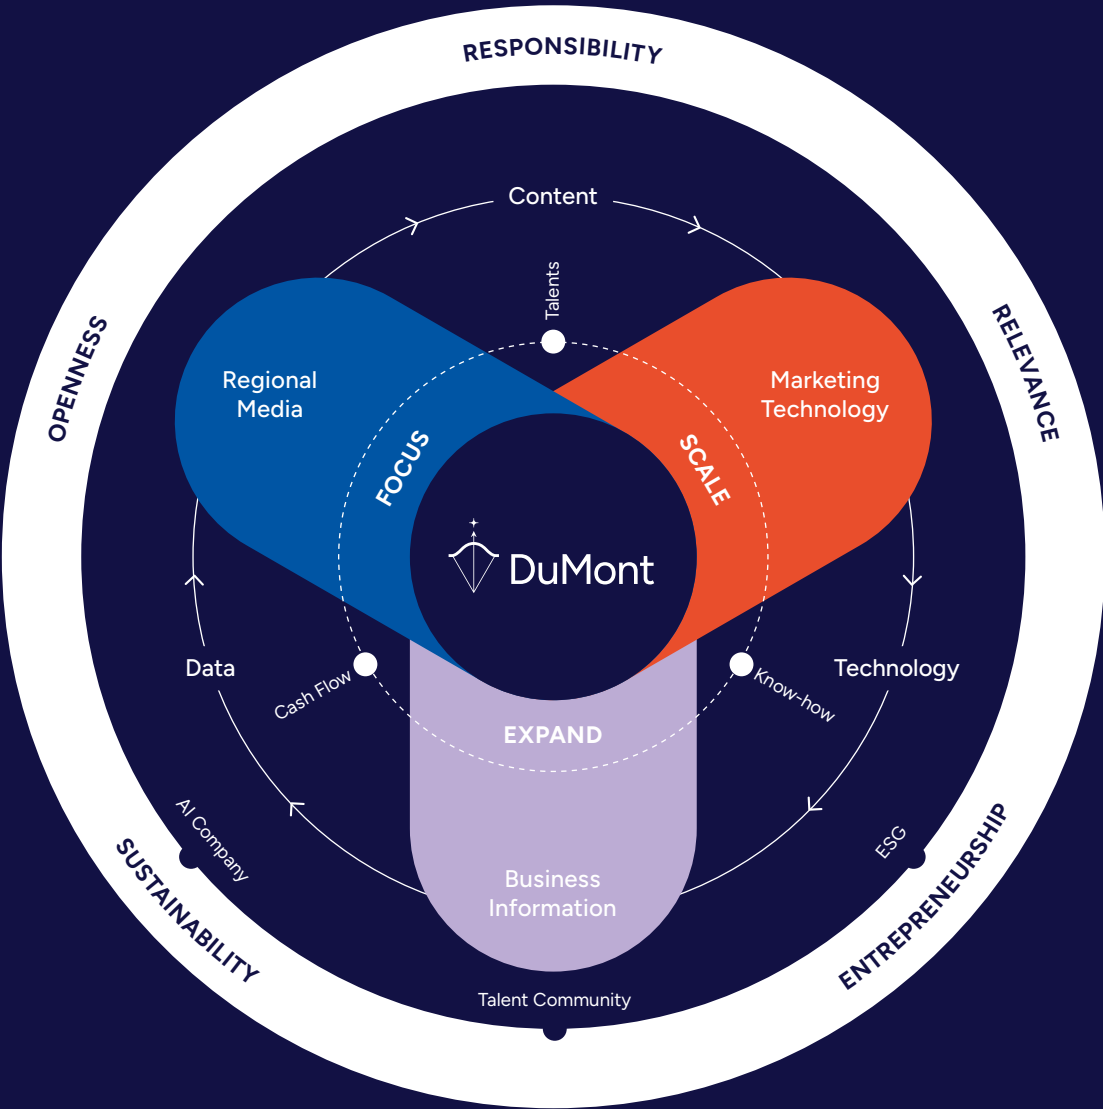 RESPONSIBILITY
Content
Talents
OPENNESS
RELEVANCE
Regional
Media
Marketing
Technology
FOCUS
SCALE
DuMont
Data
Technology
Cash Flow
Know-how
EXPAND
AI Company
ESG
SUSTAINABILITY
ENTREPRENEURSHIP
Business
Information
Talent Community